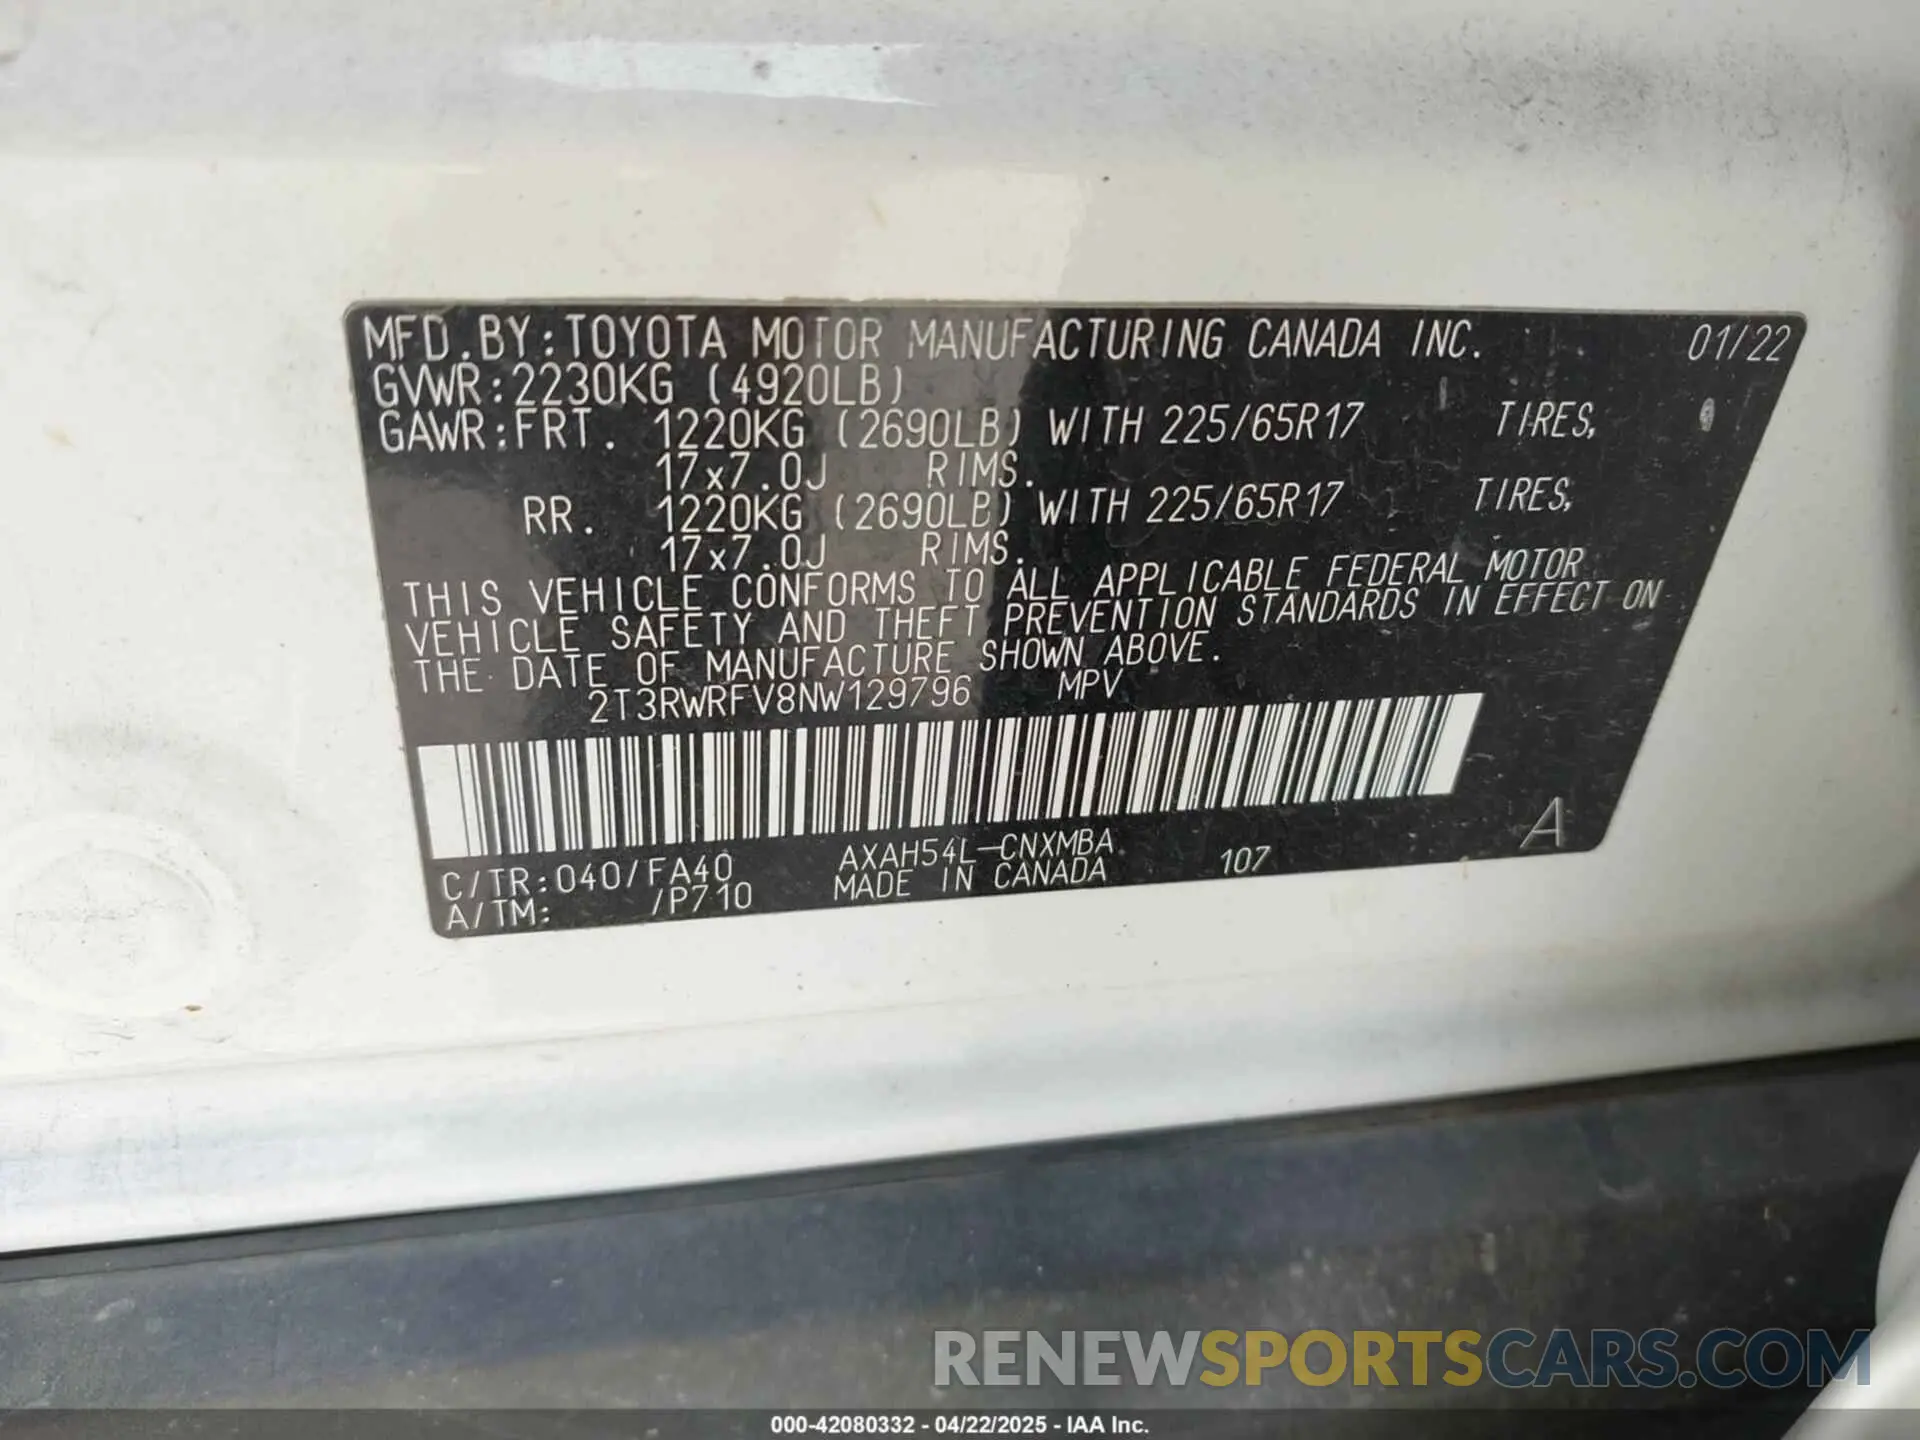 MFD.BY:TOYOTA MOTOR MANUFACTURING CANADA INC. 01/22
GVWR:2230KG (4920LB)
GAWR:FRT. 1220KG (2690LB) WITH 225/65R17 TIRES,
17x7.0J RIMS.
RR. 1220KG (2690LB) WITH 225/65R17 TIRES,
17x7.0J RIMS.
THIS VEHICLE CONFORMS TO ALL APPLICABLE FEDERAL MOTOR
VEHICLE SAFETY AND THEFT PREVENTION STANDARDS IN EFFECT ON
THE DATE OF MANUFACTURE SHOWN ABOVE.
2T3RWRFV8NW129796 MPV
C/TR:040/FA40 AXAH54L-CNXMBA 107 A
A/TM: /P710 MADE IN CANADA
RENEWSPORTSCARS.COM
000-42080332 - 04/22/2025 - IAA Inc.